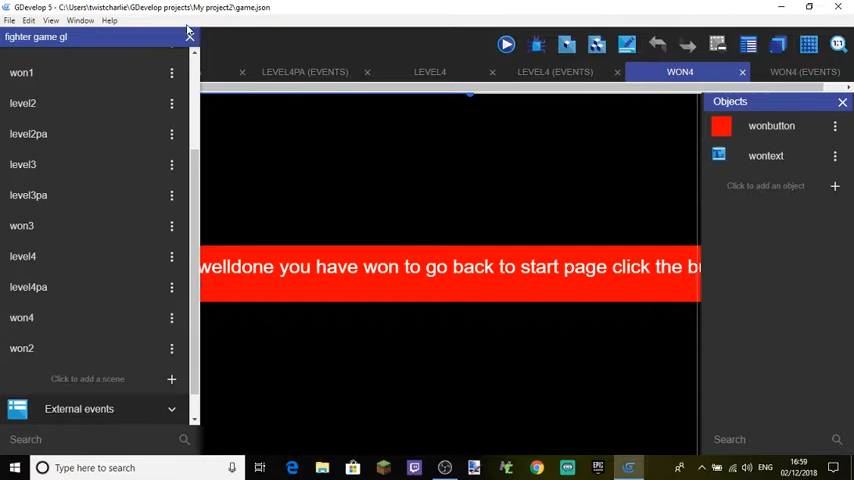 GDevelop 5 - C:\Users\twistcharlie\GDevelop projects\My project2\game.json
File Edit View Window Help
fighter game gl
LEVEL4PA (EVENTS) LEVEL4 LEVEL4 (EVENTS) WON4 WON4 (EVENTS)
won1
level2
level2pa
level3
level3pa
won3
level4
level4pa
won4
won2
Click to add a scene
External events
Search
welldone you have won to go back to start page click the
Objects
wonbutton
wontext
Click to add an object
Search
Type here to search
EPIC
ENG
16:59
02/12/2018